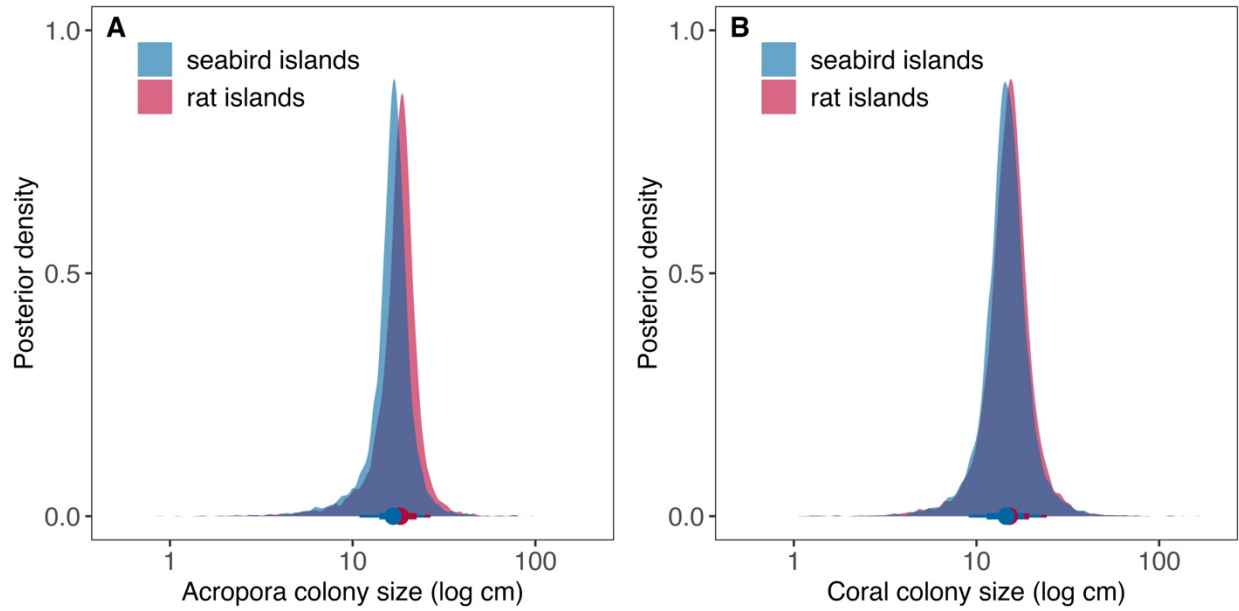 A
seabird islands
rat islands
1.0
0.5
0.0
Posterior density
1 10 100
Acropora colony size (log cm)
B
seabird islands
rat islands
1.0
0.5
0.0
Posterior density
1 10 100
Coral colony size (log cm)